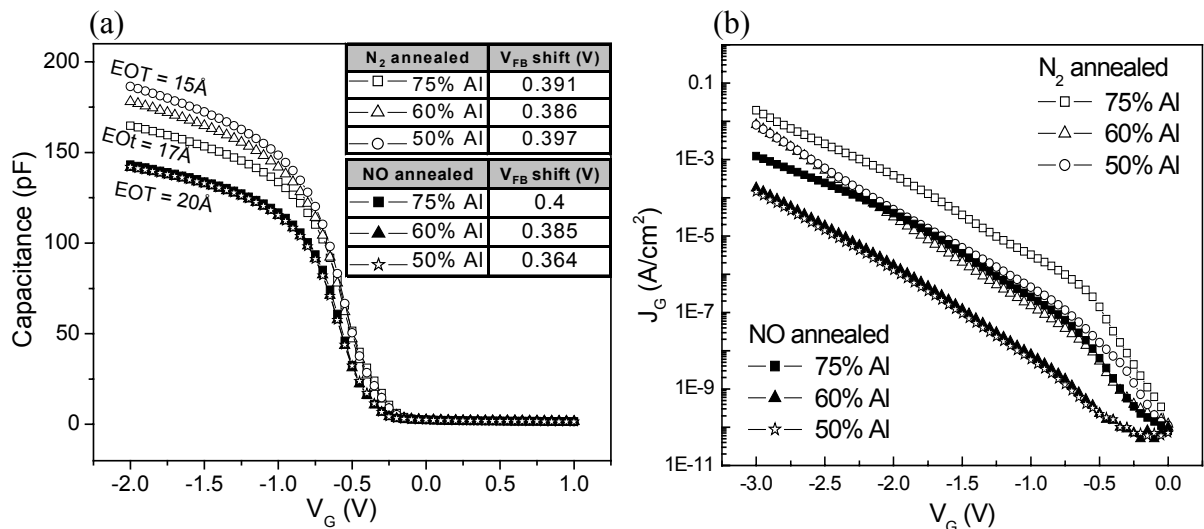 (a)
200
150
100
50
0
Capacitance (pF)
-2.0 -1.5 -1.0 -0.5 0.0 0.5 1.0
V_G (V)
EOT = 15Å
EOt = 17Å
EOT = 20Å
N₂ annealed V_FB shift (V)
75% Al 0.391
60% Al 0.386
50% Al 0.397
NO annealed V_FB shift (V)
75% Al 0.4
60% Al 0.385
50% Al 0.364
(b)
0.1
1E-3
1E-5
1E-7
1E-9
1E-11
J_G (A/cm²)
-3.0 -2.5 -2.0 -1.5 -1.0 -0.5 0.0
V_G (V)
N₂ annealed
75% Al
60% Al
50% Al
NO annealed
75% Al
60% Al
50% Al